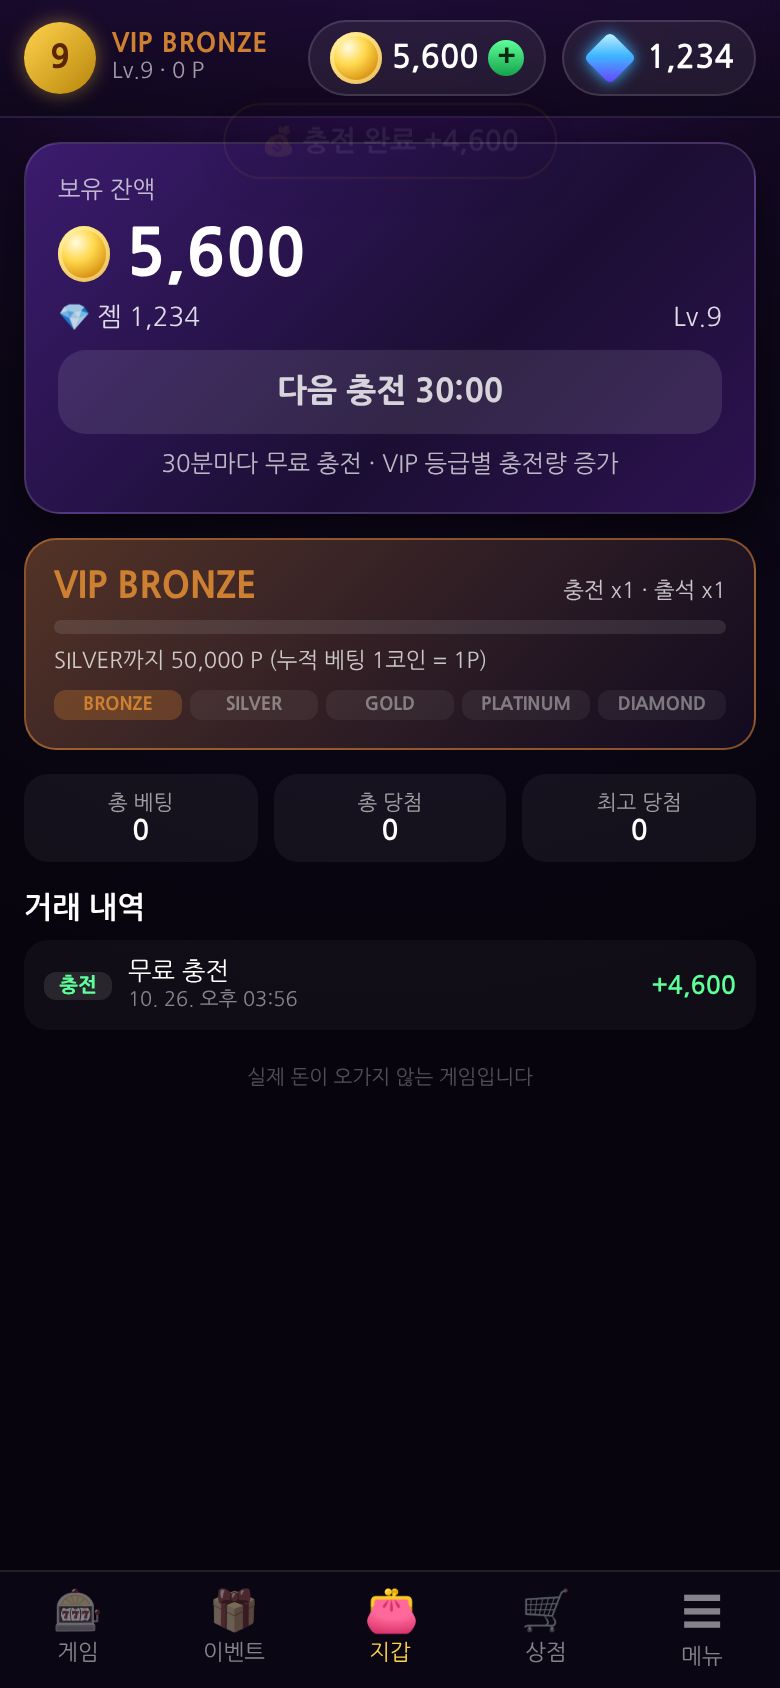 9
VIP BRONZE
Lv.9 · 0 P
5,600 +
1,234
충전 완료 +4,600
보유 잔액
5,600
젬 1,234
Lv.9
다음 충전 30:00
30분마다 무료 충전 · VIP 등급별 충전량 증가
VIP BRONZE
충전 x1 · 출석 x1
SILVER까지 50,000 P (누적 베팅 1코인 = 1P)
BRONZE SILVER GOLD PLATINUM DIAMOND
총 베팅
0
총 당첨
0
최고 당첨
0
거래 내역
충전
무료 충전
10. 26. 오후 03:56
+4,600
실제 돈이 오가지 않는 게임입니다
게임
이벤트
지갑
상점
메뉴